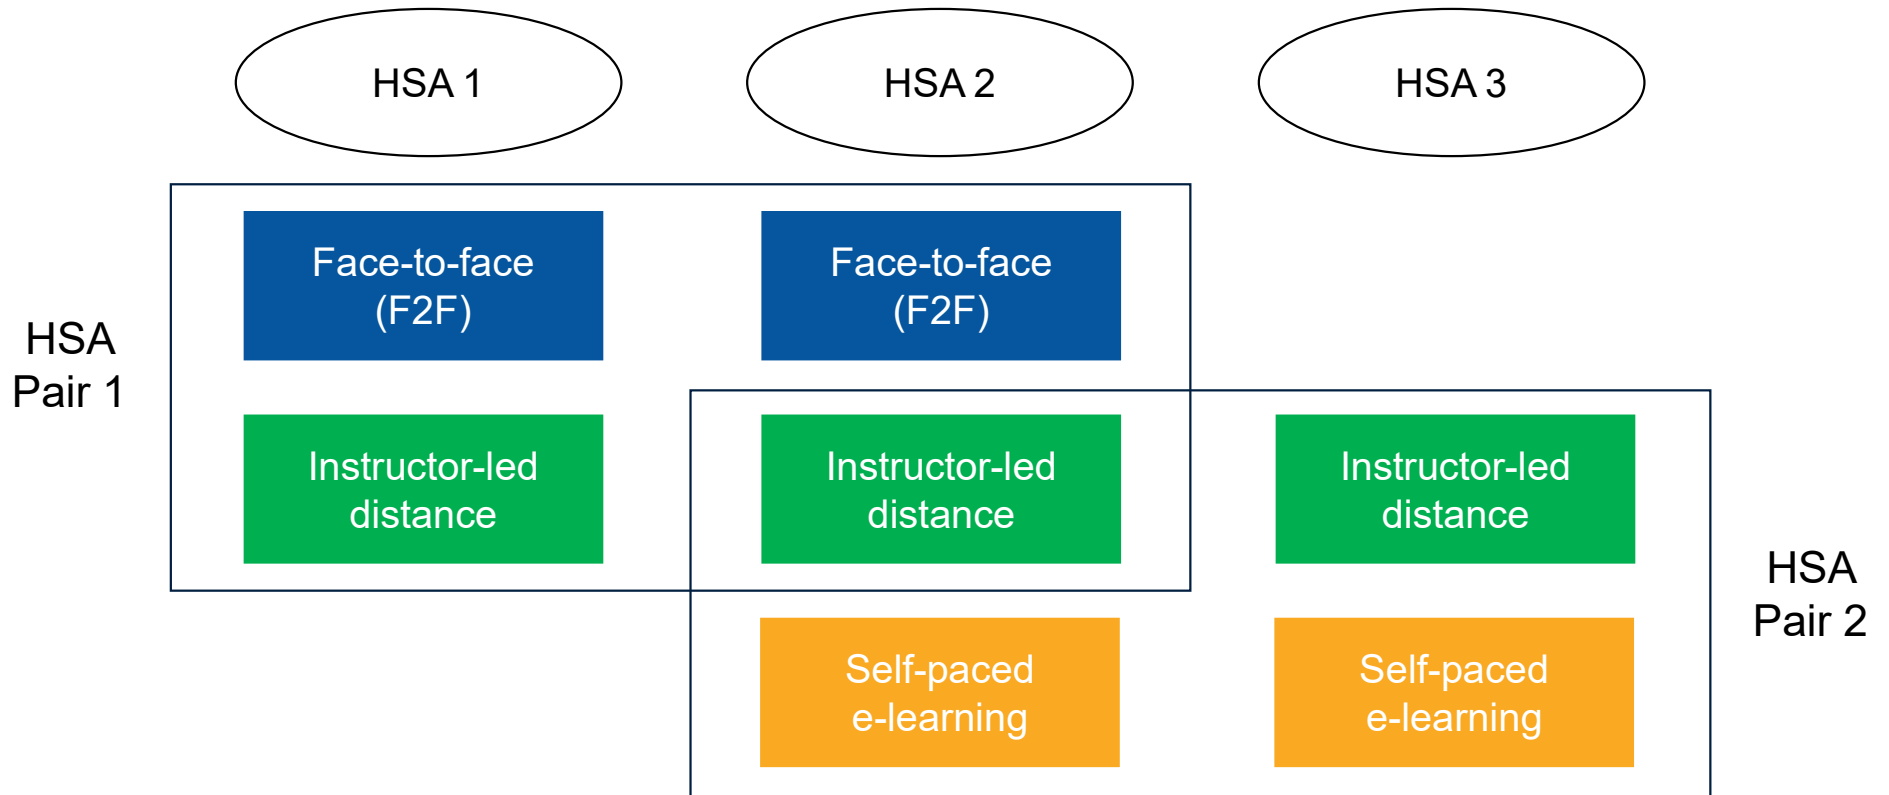 HSA 1
HSA 2
HSA 3
HSA
Pair 1
Face-to-face
(F2F)
Face-to-face
(F2F)
Instructor-led
distance
Instructor-led
distance
Instructor-led
distance
Self-paced
e-learning
Self-paced
e-learning
HSA
Pair 2